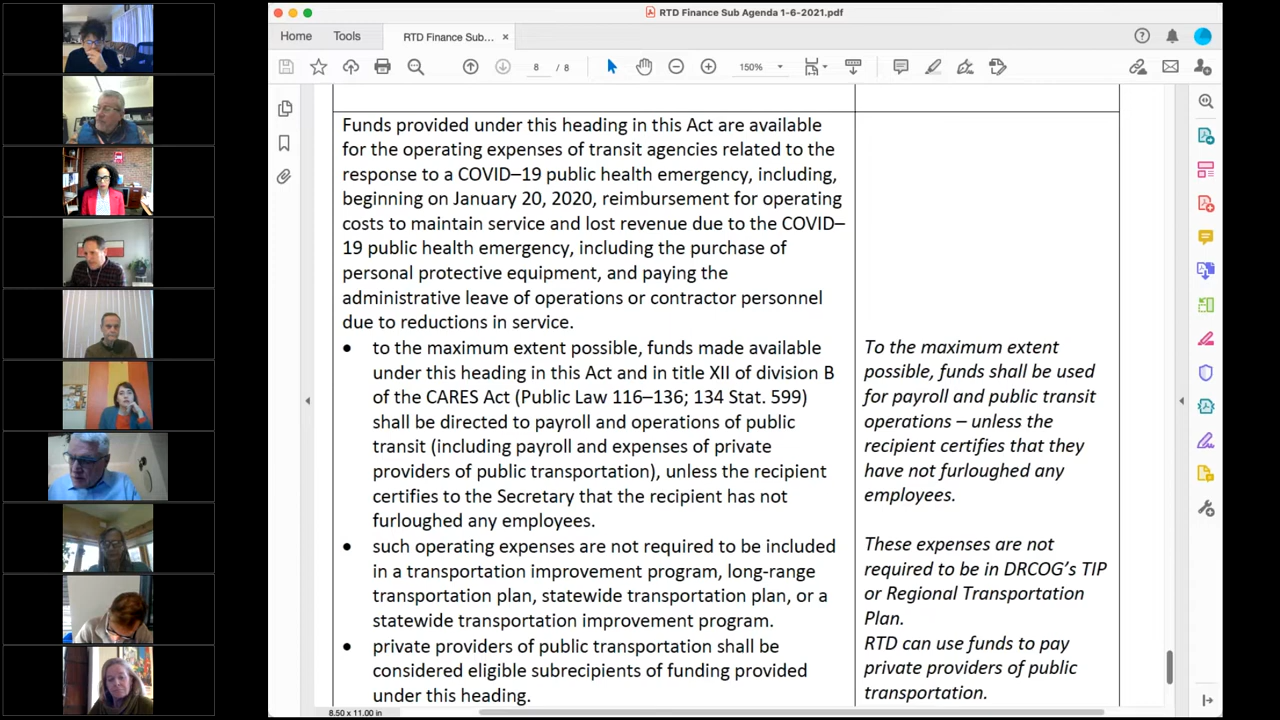 RTD Finance Sub Agenda 1-6-2021.pdf
Home Tools RTD Finance Sub... ×
8 / 8 150%
Funds provided under this heading in this Act are available
for the operating expenses of transit agencies related to the
response to a COVID–19 public health emergency, including,
beginning on January 20, 2020, reimbursement for operating
costs to maintain service and lost revenue due to the COVID–
19 public health emergency, including the purchase of
personal protective equipment, and paying the
administrative leave of operations or contractor personnel
due to reductions in service.
• to the maximum extent possible, funds made available
under this heading in this Act and in title XII of division B
of the CARES Act (Public Law 116–136; 134 Stat. 599)
shall be directed to payroll and operations of public
transit (including payroll and expenses of private
providers of public transportation), unless the recipient
certifies to the Secretary that the recipient has not
furloughed any employees.
• such operating expenses are not required to be included
in a transportation improvement program, long-range
transportation plan, statewide transportation plan, or a
statewide transportation improvement program.
• private providers of public transportation shall be
considered eligible subrecipients of funding provided
under this heading.
To the maximum extent
possible, funds shall be used
for payroll and public transit
operations – unless the
recipient certifies that they
have not furloughed any
employees.
These expenses are not
required to be in DRCOG's TIP
or Regional Transportation
Plan.
RTD can use funds to pay
private providers of public
transportation.
8.50 x 11.00 in